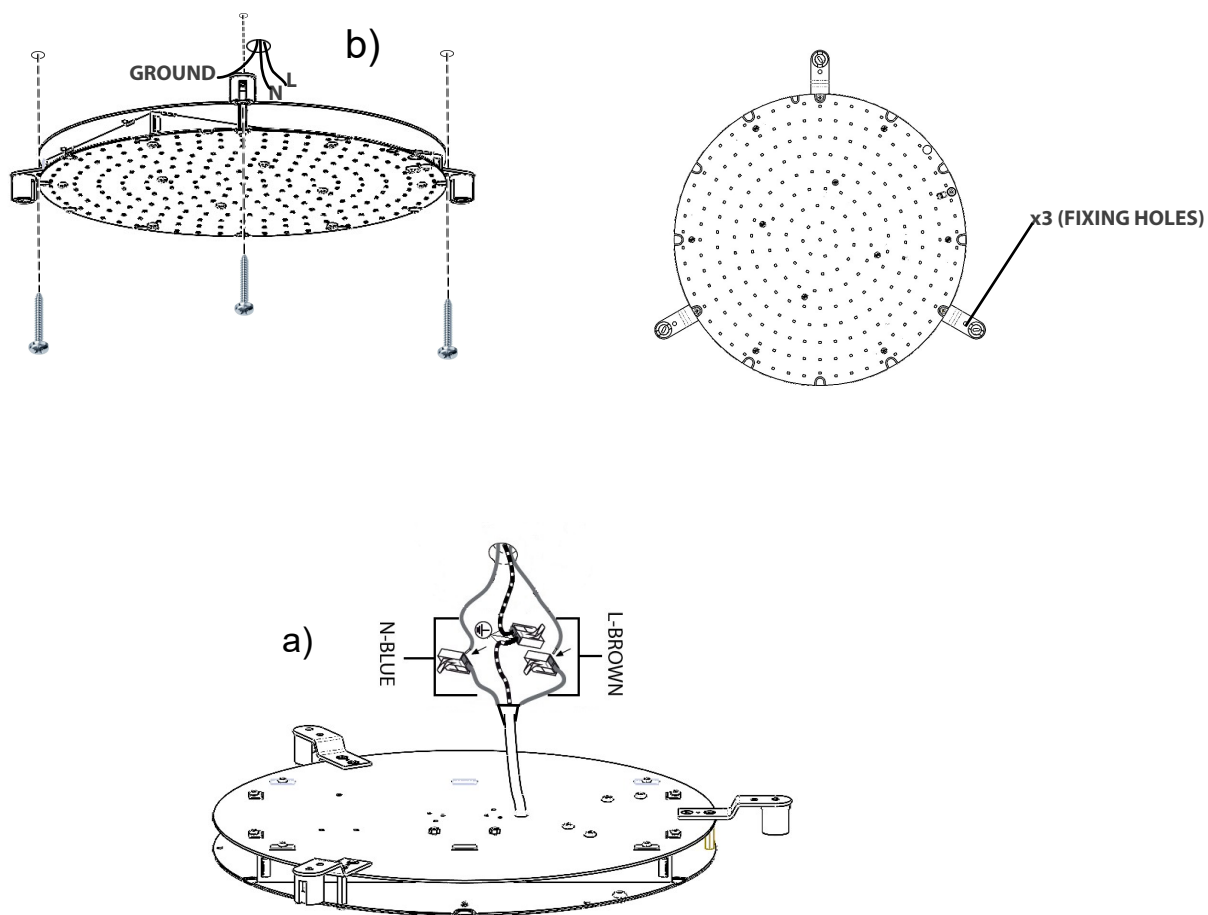 b)
GROUND
L
N
x3 (FIXING HOLES)
a)
N-BLUE
L-BROWN